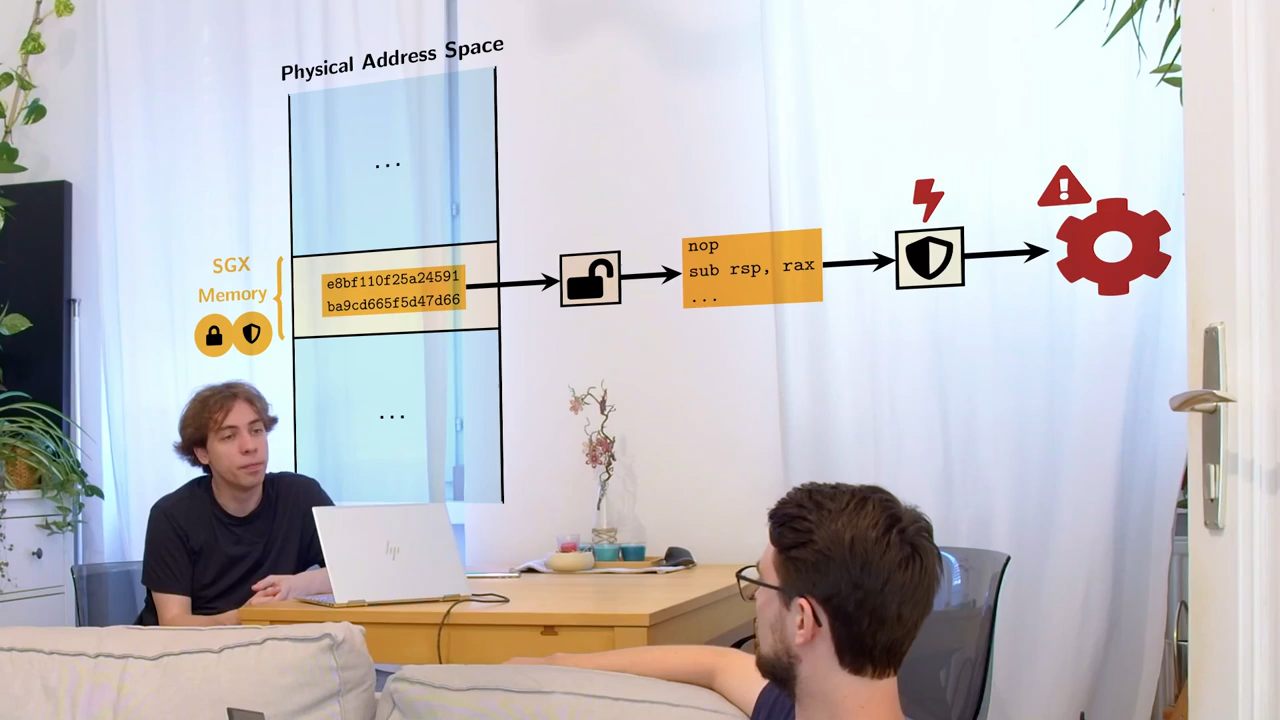 Physical Address Space
...
SGX
Memory
e8bf110f25a24591
ba9cd665f5d47d66
nop
sub rsp, rax
...
...
hp